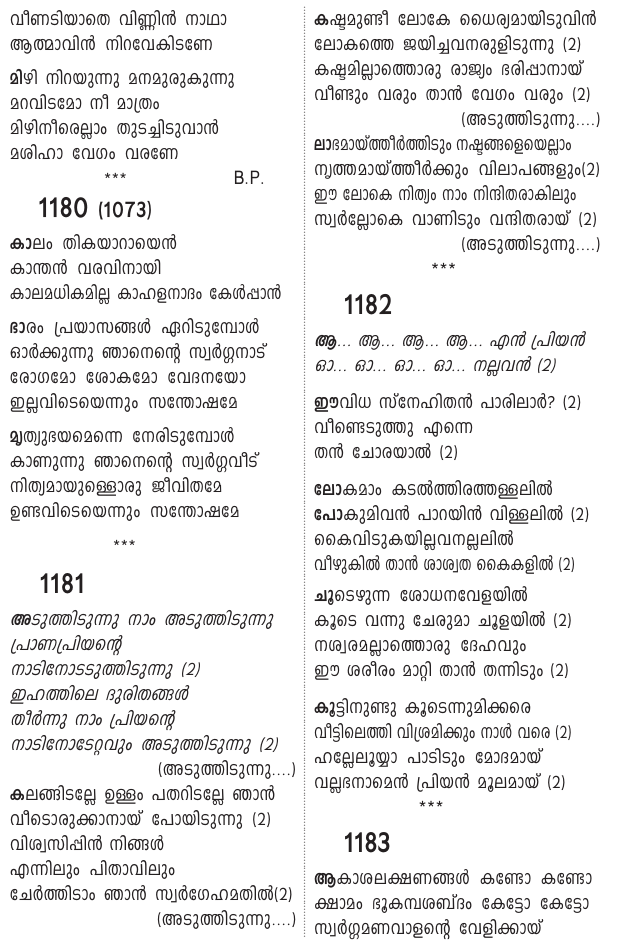 വീണടിയാതെ വിണ്ണിൻ നാഥാ
ആത്മാവിൻ നിറവേകിടണേ
മിഴി നിറയുന്നു മനമുരുകുന്നു
മറവിടമോ നീ മാത്രം
മിഴിനീരെല്ലാം തുടച്ചിടുവാൻ
മശിഹാ വേഗം വരണേ
*** B.P.
1180 (1073)
കാലം തികയാറായെൻ
കാന്തൻ വരവിനായി
കാലമധികമില്ല കാഹളനാദം കേൾപ്പാൻ
ഭാരം പ്രയാസങ്ങൾ ഏറിടുമ്പോൾ
ഓർക്കുന്നു ഞാനെന്റെ സ്വർഗ്ഗനാട്
രോഗമോ ശോകമോ വേദനയോ
ഇല്ലവിടെയെന്നും സന്തോഷമേ
മൃത്യുഭയമെന്നെ നേരിടുമ്പോൾ
കാണുന്നു ഞാനെന്റെ സ്വർഗ്ഗവീട്
നിത്യമായുള്ളൊരു ജീവിതമേ
ഉണ്ടവിടെയെന്നും സന്തോഷമേ
***
1181
അടുത്തിടുന്നു നാം അടുത്തിടുന്നു
പ്രാണപ്രിയന്റെ
നാടിനോടടുത്തിടുന്നു (2)
ഇഹത്തിലെ ദുരിതങ്ങൾ
തീർന്നു നാം പ്രിയന്റെ
നാടിനോടേറ്റവും അടുത്തിടുന്നു (2)
(അടുത്തിടുന്നു....)
കലങ്ങിടല്ലേ ഉള്ളം പതറിടല്ലേ ഞാൻ
വീടൊരുക്കാനായ് പോയിടുന്നു (2)
വിശ്വസിപ്പിൻ നിങ്ങൾ
എന്നിലും പിതാവിലും
ചേർത്തിടാം ഞാൻ സ്വർഗേഹമതിൽ(2)
(അടുത്തിടുന്നു....)
കഷ്ടമുണ്ടീ ലോകേ ധൈര്യമായിടുവിൻ
ലോകത്തെ ജയിച്ചവനരുളിടുന്നു (2)
കഷ്ടമില്ലാത്തൊരു രാജ്യം ഭരിപ്പാനായ്
വീണ്ടും വരും താൻ വേഗം വരും (2)
(അടുത്തിടുന്നു....)
ലാഭമായ്ത്തീർത്തിടും നഷ്ടങ്ങളെയെല്ലാം
നൃത്തമായ്ത്തീർക്കും വിലാപങ്ങളും(2)
ഈ ലോകെ നിത്യം നാം നിന്ദിതരാകിലും
സ്വർല്ലോകെ വാണിടും വന്ദിതരായ് (2)
(അടുത്തിടുന്നു....)
***
1182
ആ... ആ... ആ... ആ... എൻ പ്രിയൻ
ഓ... ഓ... ഓ... ഓ... നല്ലവൻ (2)
ഈവിധ സ്നേഹിതൻ പാരിലാർ? (2)
വീണ്ടെടുത്തു എന്നെ
തൻ ചോരയാൽ (2)
ലോകമാം കടൽത്തിരത്തള്ളലിൽ
പോകുമിവൻ പാറയിൻ വിള്ളലിൽ (2)
കൈവിടുകയില്ലവനല്ലലിൽ
വീഴുകിൽ താൻ ശാശ്വത കൈകളിൽ (2)
ചൂടെഴുന്ന ശോധനവേളയിൽ
കൂടെ വന്നു ചേരുമാ ചൂളയിൽ (2)
നശ്വരമല്ലാത്തൊരു ദേഹവും
ഈ ശരീരം മാറ്റി താൻ തന്നിടും (2)
കൂട്ടിനുണ്ടു കൂടെന്നുമിക്കരെ
വീട്ടിലെത്തി വിശ്രമിക്കും നാൾ വരെ (2)
ഹല്ലേലൂയ്യാ പാടിടും മോദമായ്
വല്ലഭനാമെൻ പ്രിയൻ മൂലമായ് (2)
***
1183
ആകാശലക്ഷണങ്ങൾ കണ്ടോ കണ്ടോ
ക്ഷാമം ഭൂകമ്പശബ്ദം കേട്ടോ കേട്ടോ
സ്വർഗ്ഗമണവാളന്റെ വേളിക്കായ്